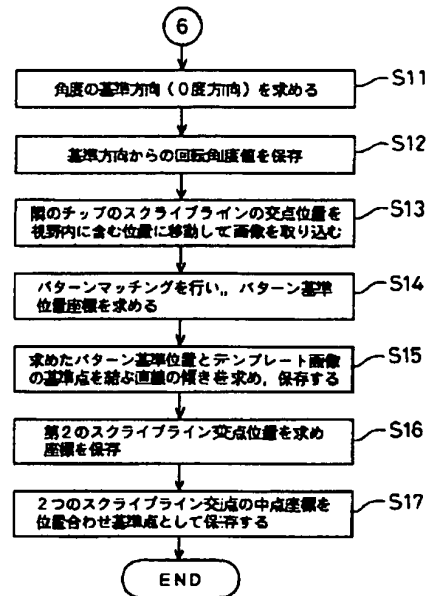 6
角度の基準方向（０度方向）を求める
S11
基準方向からの回転角度値を保存
S12
隣のチップのスクライブラインの交点位置を
視野内に含む位置に移動して画像を取り込む
S13
パターンマッチングを行い、パターン基準
位置座標を求める
S14
求めたパターン基準位置とテンプレート画像
の基準点を結ぶ直線の傾きを求め，保存する
S15
第２のスクライブライン交点位置を求め
座標を保存
S16
２つのスクライブライン交点の中点座標を
位置合わせ基準点として保存する
S17
END